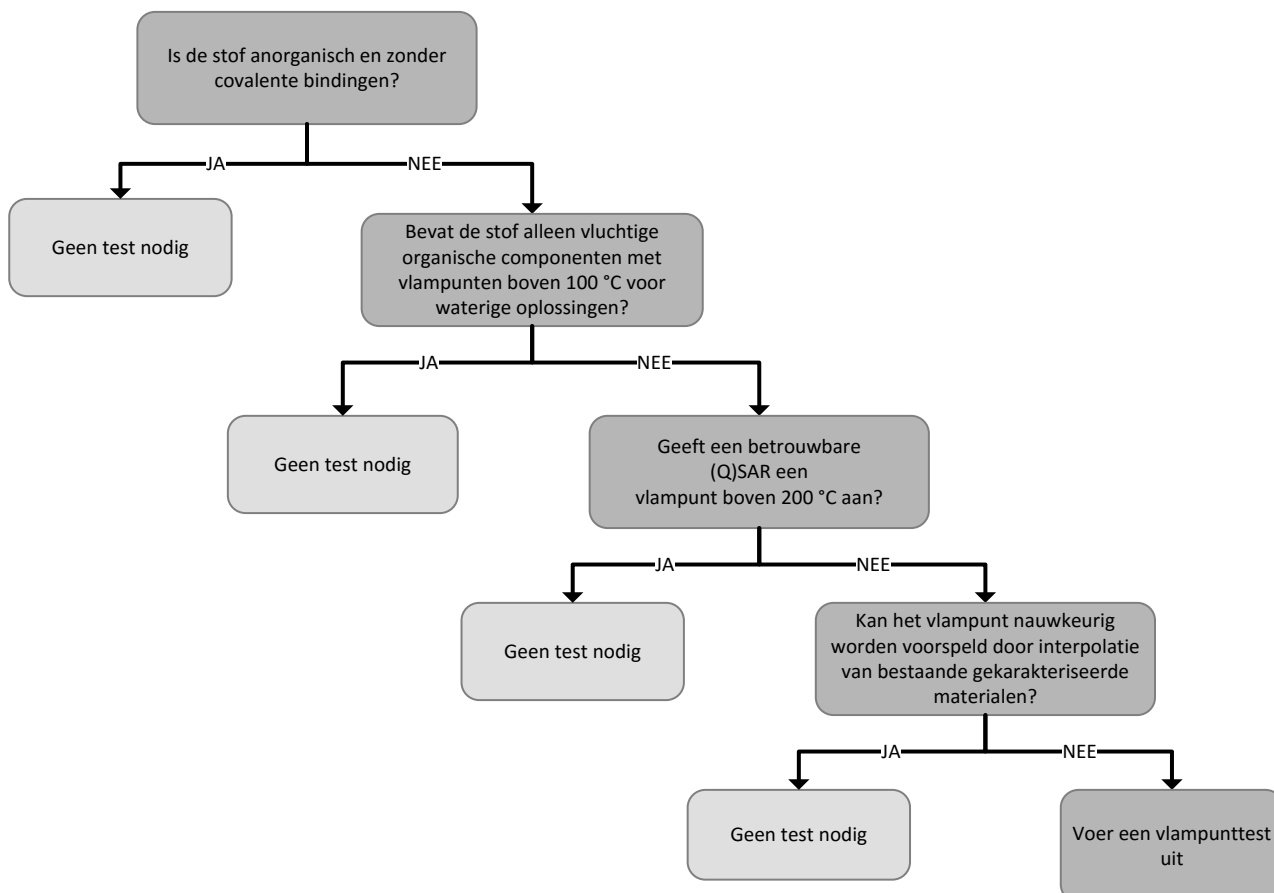 Is de stof anorganisch en zonder
covalente bindingen?
JA
NEE
Geen test nodig
Bevat de stof alleen vluchtige
organische componenten met
vlampunten boven 100 °C voor
waterige oplossingen?
JA
NEE
Geen test nodig
Geeft een betrouwbare
(Q)SAR een
vlampunt boven 200 °C aan?
JA
NEE
Geen test nodig
Kan het vlampunt nauwkeurig
worden voorspeld door interpolatie
van bestaande gekarakteriseerde
materialen?
JA
NEE
Geen test nodig
Voer een vlampunttest
uit